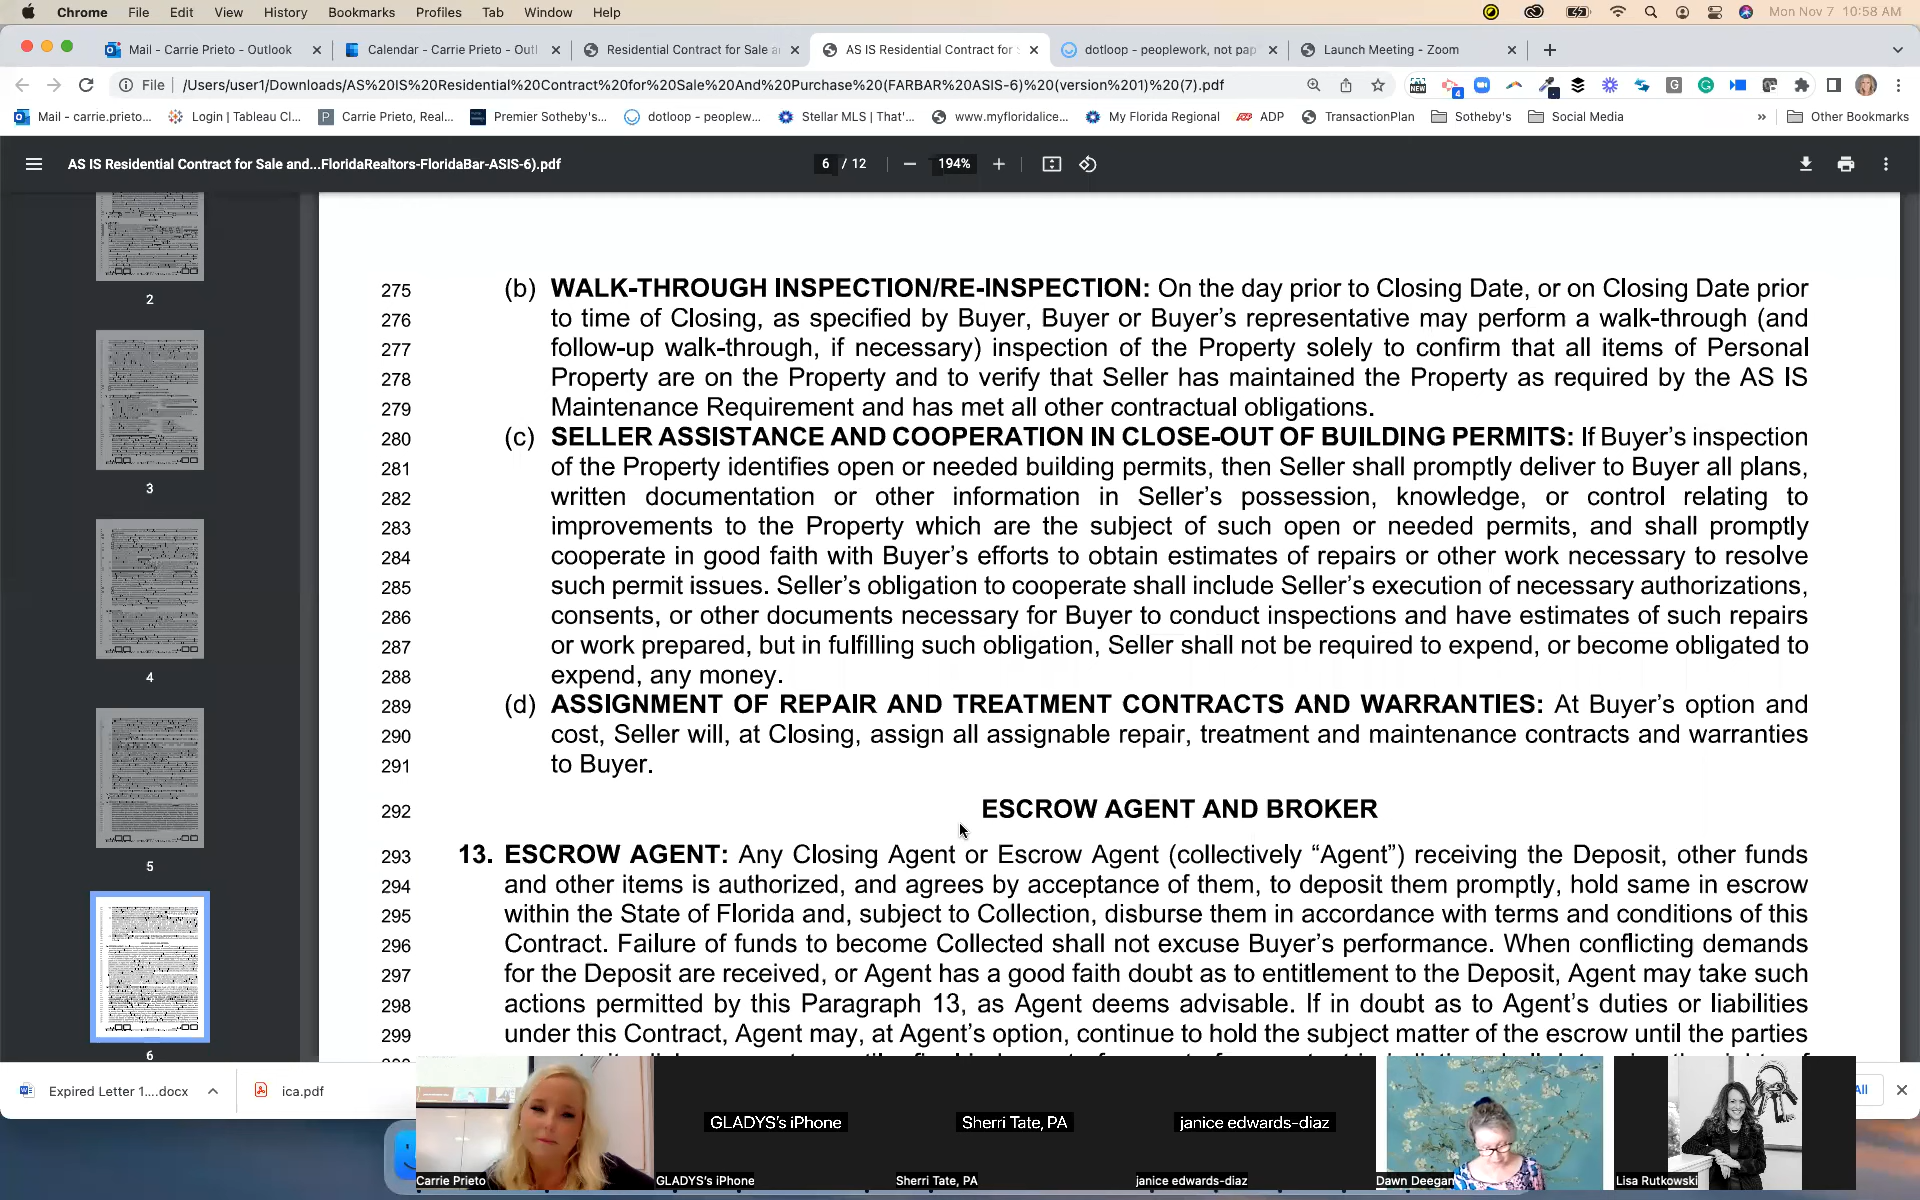 Chrome File Edit View History Bookmarks Profiles Tab Window Help Mon Nov 7 10:58 AM
Mail - Carrie Prieto - Outlook Calendar - Carrie Prieto - Outl Residential Contract for Sale a AS IS Residential Contract for dotloop - peoplework, not pap Launch Meeting - Zoom
File /Users/user1/Downloads/AS%20IS%20Residential%20Contract%20for%20Sale%20And%20Purchase%20(FARBAR%20ASIS-6)%20(version%201)%20(7).pdf
Mail - carrie.prieto... Login | Tableau Cl... Carrie Prieto, Real... Premier Sotheby's... dotloop - peoplew... Stellar MLS | That'... www.myfloridalice... My Florida Regional ADP TransactionPlan Sotheby's Social Media » Other Bookmarks
AS IS Residential Contract for Sale and...FloridaRealtors-FloridaBar-ASIS-6).pdf 6 / 12 194%
2
3
4
5
6
275 (b) WALK-THROUGH INSPECTION/RE-INSPECTION: On the day prior to Closing Date, or on Closing Date prior
276 to time of Closing, as specified by Buyer, Buyer or Buyer's representative may perform a walk-through (and
277 follow-up walk-through, if necessary) inspection of the Property solely to confirm that all items of Personal
278 Property are on the Property and to verify that Seller has maintained the Property as required by the AS IS
279 Maintenance Requirement and has met all other contractual obligations.
280 (c) SELLER ASSISTANCE AND COOPERATION IN CLOSE-OUT OF BUILDING PERMITS: If Buyer's inspection
281 of the Property identifies open or needed building permits, then Seller shall promptly deliver to Buyer all plans,
282 written documentation or other information in Seller's possession, knowledge, or control relating to
283 improvements to the Property which are the subject of such open or needed permits, and shall promptly
284 cooperate in good faith with Buyer's efforts to obtain estimates of repairs or other work necessary to resolve
285 such permit issues. Seller's obligation to cooperate shall include Seller's execution of necessary authorizations,
286 consents, or other documents necessary for Buyer to conduct inspections and have estimates of such repairs
287 or work prepared, but in fulfilling such obligation, Seller shall not be required to expend, or become obligated to
288 expend, any money.
289 (d) ASSIGNMENT OF REPAIR AND TREATMENT CONTRACTS AND WARRANTIES: At Buyer's option and
290 cost, Seller will, at Closing, assign all assignable repair, treatment and maintenance contracts and warranties
291 to Buyer.
292 ESCROW AGENT AND BROKER
293 13. ESCROW AGENT: Any Closing Agent or Escrow Agent (collectively "Agent") receiving the Deposit, other funds
294 and other items is authorized, and agrees by acceptance of them, to deposit them promptly, hold same in escrow
295 within the State of Florida and, subject to Collection, disburse them in accordance with terms and conditions of this
296 Contract. Failure of funds to become Collected shall not excuse Buyer's performance. When conflicting demands
297 for the Deposit are received, or Agent has a good faith doubt as to entitlement to the Deposit, Agent may take such
298 actions permitted by this Paragraph 13, as Agent deems advisable. If in doubt as to Agent's duties or liabilities
299 under this Contract, Agent may, at Agent's option, continue to hold the subject matter of the escrow until the parties
Expired Letter 1....docx ica.pdf All
GLADYS's iPhone Sherri Tate, PA janice edwards-diaz
Carrie Prieto GLADYS's iPhone Sherri Tate, PA janice edwards-diaz Dawn Deegan Lisa Rutkowski